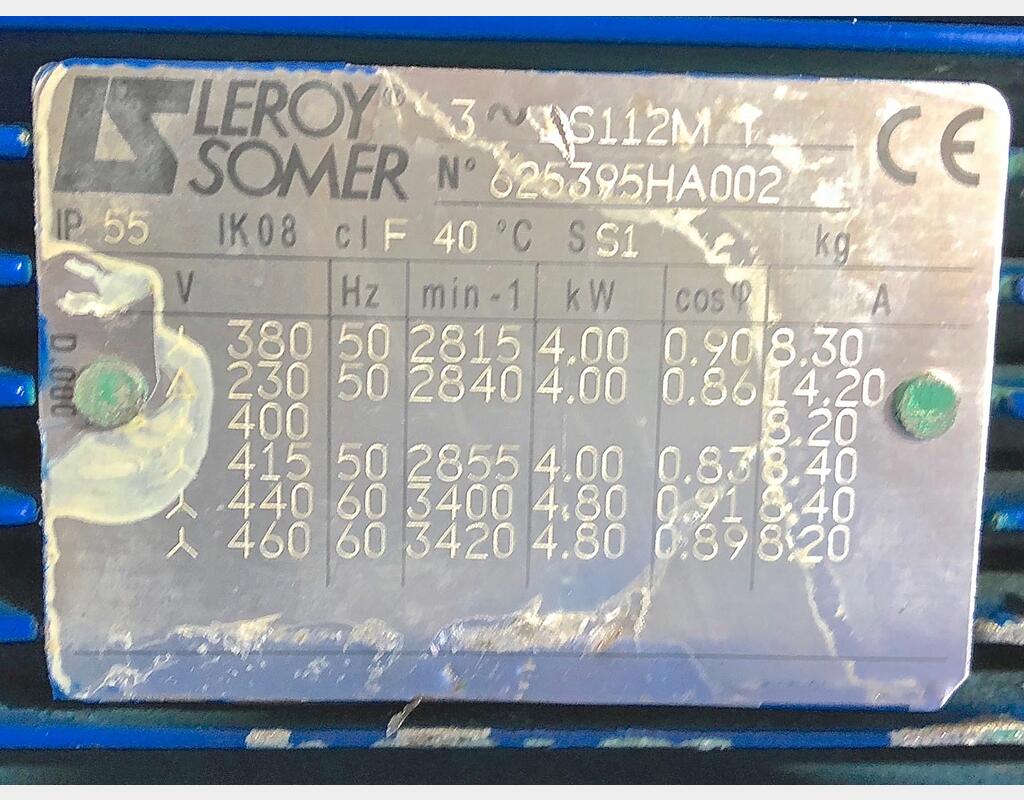 LEROY® 3 ~ LS112M T CE
SOMER N° 625395HA002
IP 55 IK08 cl F 40 °C S S1 kg
V Hz min-1 kW cosφ A
380 50 2815 4.00 0.90 8.30
Δ 230 50 2840 4.00 0.86 14.20
400 8.20
415 50 2855 4.00 0.83 8.40
440 60 3400 4.80 0.91 8.40
460 60 3420 4.80 0.89 8.20